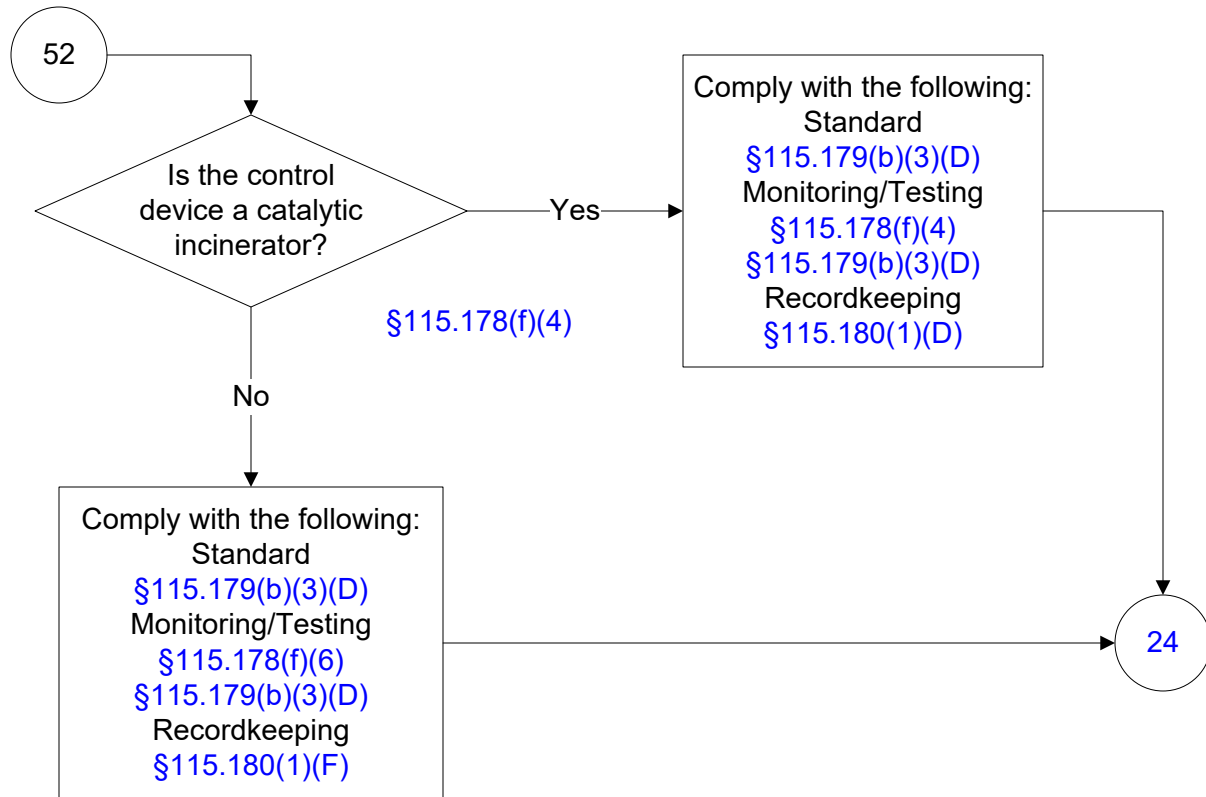 52
Is the control
device a catalytic
incinerator?
Yes
§115.178(f)(4)
No
Comply with the following:
Standard
§115.179(b)(3)(D)
Monitoring/Testing
§115.178(f)(4)
§115.179(b)(3)(D)
Recordkeeping
§115.180(1)(D)
Comply with the following:
Standard
§115.179(b)(3)(D)
Monitoring/Testing
§115.178(f)(6)
§115.179(b)(3)(D)
Recordkeeping
§115.180(1)(F)
24